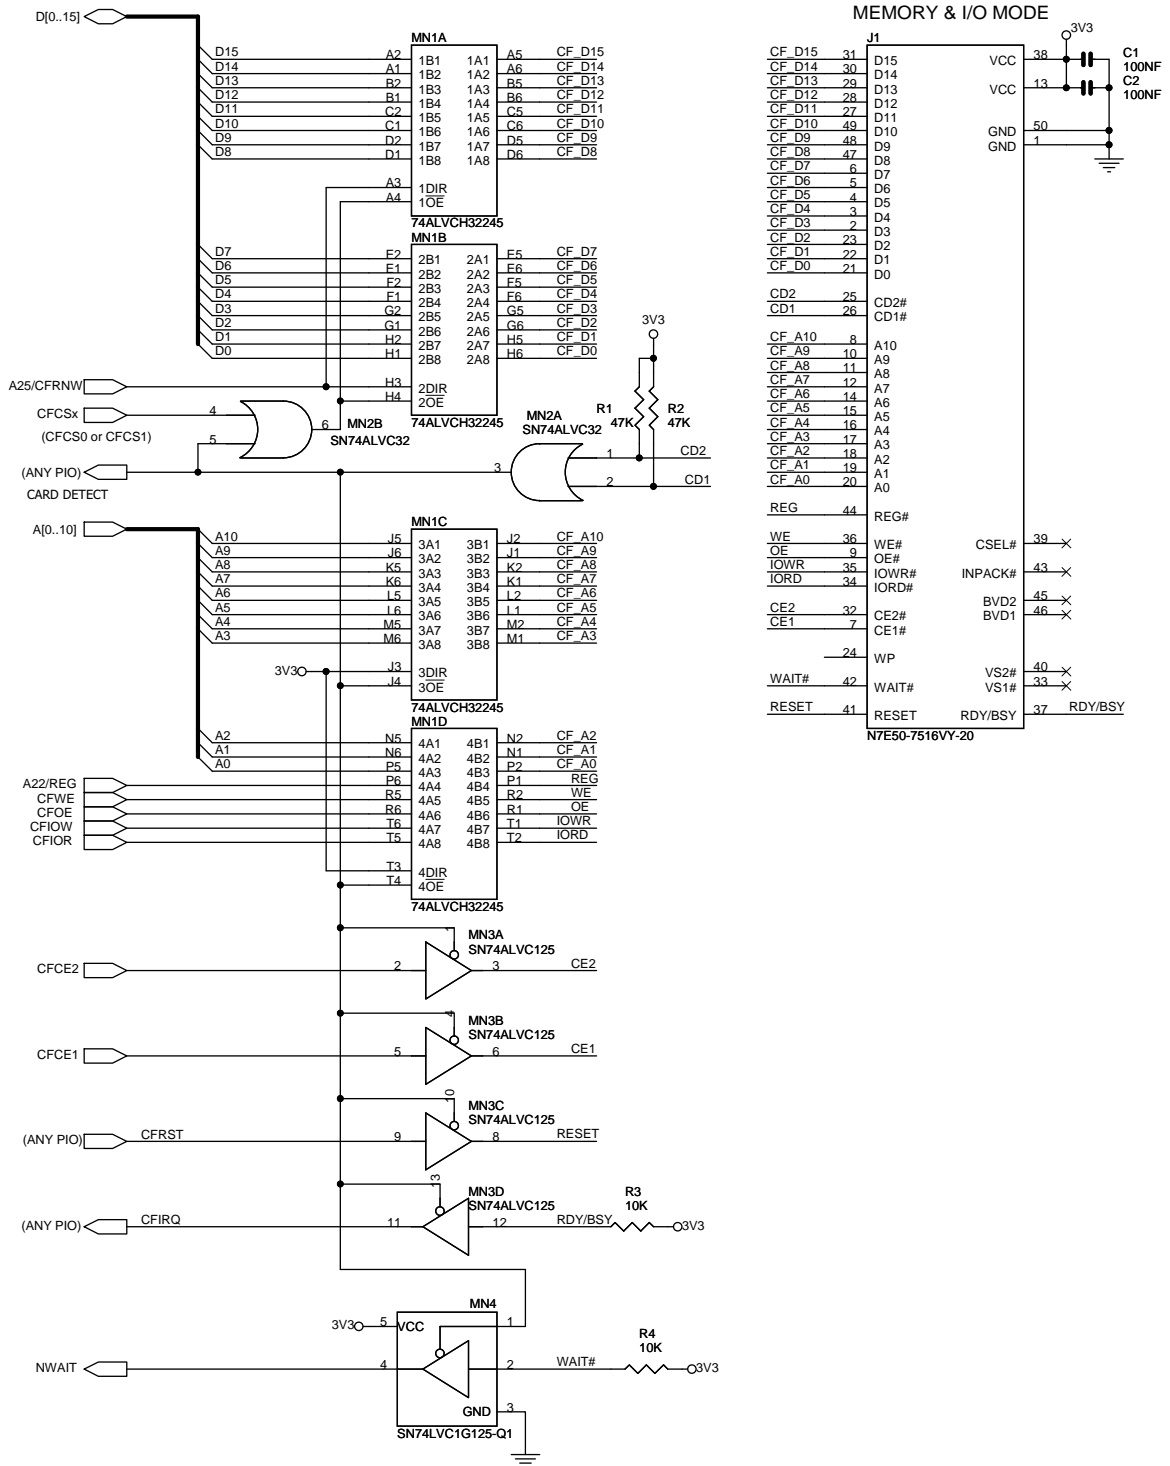 MEMORY & I/O MODE
D[0..15]
D15
D14
D13
D12
D11
D10
D9
D8
A2
A1
B2
B1
C2
C1
D2
D1
A3
A4
MN1A
1B1 1A1
1B2 1A2
1B3 1A3
1B4 1A4
1B5 1A5
1B6 1A6
1B7 1A7
1B8 1A8
1DIR
1OE
74ALVCH32245
A5 CF_D15
A6 CF_D14
B5 CF_D13
B6 CF_D12
C5 CF_D11
C6 CF_D10
D5 CF_D9
D6 CF_D8
D7
D6
D5
D4
D3
D2
D1
D0
E2
E1
F2
F1
G2
G1
H2
H1
H3
H4
MN1B
2B1 2A1
2B2 2A2
2B3 2A3
2B4 2A4
2B5 2A5
2B6 2A6
2B7 2A7
2B8 2A8
2DIR
2OE
74ALVCH32245
E5 CF_D7
E6 CF_D6
F5 CF_D5
F6 CF_D4
G5 CF_D3
G6 CF_D2
H5 CF_D1
H6 CF_D0
A25/CFRNW
CFCSx
(CFCS0 or CFCS1)
4
5
6
MN2B
SN74ALVC32
(ANY PIO)
CARD DETECT
3V3
R1
47K
R2
47K
MN2A
SN74ALVC32
3
1
2
CD2
CD1
A[0..10]
A10
A9
A8
A7
A6
A5
A4
A3
J5
J6
K5
K6
L5
L6
M5
M6
3V3
J3
J4
MN1C
3A1 3B1
3A2 3B2
3A3 3B3
3A4 3B4
3A5 3B5
3A6 3B6
3A7 3B7
3A8 3B8
3DIR
3OE
74ALVCH32245
J2 CF_A10
J1 CF_A9
K2 CF_A8
K1 CF_A7
L2 CF_A6
L1 CF_A5
M2 CF_A4
M1 CF_A3
A2
A1
A0
A22/REG
CFWE
CFOE
CFIOW
CFIOR
N5
N6
P5
P6
R5
R6
T6
T5
T3
T4
MN1D
4A1 4B1
4A2 4B2
4A3 4B3
4A4 4B4
4A5 4B5
4A6 4B6
4A7 4B7
4A8 4B8
4DIR
4OE
74ALVCH32245
N2 CF_A2
N1 CF_A1
P2 CF_A0
P1 REG
R2 WE
R1 OE
T1 IOWR
T2 IORD
CFCE2
2
1
MN3A
SN74ALVC125
3
CE2
CFCE1
5
4
MN3B
SN74ALVC125
6
CE1
(ANY PIO)
CFRST
9
10
MN3C
SN74ALVC125
8
RESET
(ANY PIO)
CFIRQ
11
13
MN3D
SN74ALVC125
12
RDY/BSY
R3
10K
3V3
MN4
3V3
5
VCC
1
NWAIT
4
2
WAIT#
R4
10K
3V3
GND
3
SN74LVC1G125-Q1
J1
CF_D15 31 D15
CF_D14 30 D14
CF_D13 29 D13
CF_D12 28 D12
CF_D11 27 D11
CF_D10 49 D10
CF_D9 48 D9
CF_D8 47 D8
CF_D7 6 D7
CF_D6 5 D6
CF_D5 4 D5
CF_D4 3 D4
CF_D3 2 D3
CF_D2 23 D2
CF_D1 22 D1
CF_D0 21 D0
CD2 25 CD2#
CD1 26 CD1#
CF_A10 8 A10
CF_A9 10 A9
CF_A8 11 A8
CF_A7 12 A7
CF_A6 14 A6
CF_A5 15 A5
CF_A4 16 A4
CF_A3 17 A3
CF_A2 18 A2
CF_A1 19 A1
CF_A0 20 A0
REG 44 REG#
WE 36 WE#
OE 9 OE#
IOWR 35 IOWR#
IORD 34 IORD#
CE2 32 CE2#
CE1 7 CE1#
24 WP
WAIT# 42 WAIT#
RESET 41 RESET
3V3
VCC 38
VCC 13
C1
100NF
C2
100NF
GND 50
GND 1
CSEL# 39
INPACK# 43
BVD2 45
BVD1 46
VS2# 40
VS1# 33
RDY/BSY 37 RDY/BSY
N7E50-7516VY-20